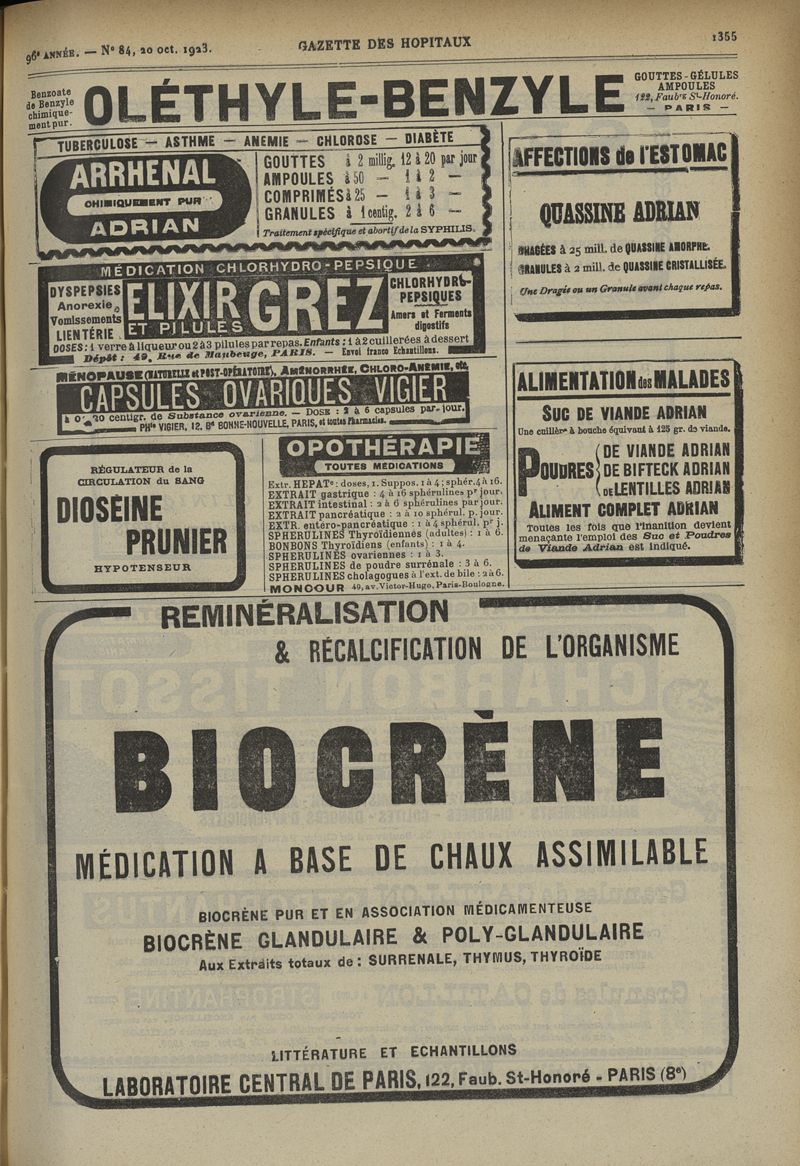 96e ANNÉE. — N° 84, 20 oct. 1923.
GAZETTE DES HOPITAUX
1355
Benzoate
de Benzyle
chimique-
ment pur.
OLÉTHYLE-BENZYLE
GOUTTES-GÉLULES
AMPOULES
122, Faubg St-Honoré.
— PARIS —
TUBERCULOSE — ASTHME — ANEMIE — CHLOROSE — DIABÈTE
ARRHENAL
CHIMIQUEMENT PUR
ADRIAN
GOUTTES à 2 millig. 12 à 20 par jour
AMPOULES à 50 — 1 à 2 —
COMPRIMÉS à 25 — 1 à 3 —
GRANULES à 1 centig. 2 à 6 —
Traitement spécifique et abortif de la SYPHILIS.
MÉDICATION CHLORHYDRO-PEPSIQUE
DYSPEPSIES
Anorexie
Vomissements
LIENTÉRIE
ELIXIR GREZ
ET PILULES
CHLORHYDRO-
PEPSIQUES
Amers et Ferments
digestifs
DOSES: 1 verre à liqueur ou 2 à 3 pilules par repas. Enfants: 1 à 2 cuillerées à dessert
Dépôt: 49, Rue de Maubeuge, PARIS. — Envoi franco Echantillons.
MÉNOPAUSE (NATURELLE et POST-OPÉRATOIRE), AMÉNORRHÉE, CHLORO-ANÉMIE, etc.
CAPSULES OVARIQUES VIGIER
à 0gr20 centigr. de Substance ovarienne. — DOSE: 2 à 6 capsules par jour.
PHie VIGIER, 12, Bd BONNE-NOUVELLE, PARIS, et toutes Pharmacies.
RÉGULATEUR de la
CIRCULATION du SANG
DIOSÉINE
PRUNIER
HYPOTENSEUR
OPOTHÉRAPIE
TOUTES MEDICATIONS
Extr. HEPATe: doses, 1. Suppos. 1 à 4; sphér. 4 à 16.
EXTRAIT gastrique: 4 à 16 sphérulines pr jour.
EXTRAIT intestinal: 2 à 6 sphérulines par jour.
EXTRAIT pancréatique: 2 à 10 sphérul. p. jour.
EXTR. entéro-pancréatique: 1 à 4 sphérul. pr j.
SPHERULINES Thyroïdiennes (adultes): 1 à 6.
BONBONS Thyroïdiens (enfants): 1 à 4.
SPHÉRULINES ovariennes: 1 à 3.
SPHERULINES de poudre surrénale: 3 à 6.
SPHERULINES cholagogues à l'ext. de bile: 2 à 6.
MONCOUR 49, av. Victor-Hugo, Paris-Boulogne.
AFFECTIONS de l'ESTOMAC
QUASSINE ADRIAN
DRAGÉES à 25 mill. de QUASSINE AMORPHE.
GRANULES à 2 mill. de QUASSINE CRISTALLISÉE.
Une Dragée ou un Granule avant chaque repas.
ALIMENTATION des MALADES
SUC DE VIANDE ADRIAN
Une cuillère à bouche équivaut à 125 gr. de viande.
POUDRES
DE VIANDE ADRIAN
DE BIFTECK ADRIAN
DE LENTILLES ADRIAN
ALIMENT COMPLET ADRIAN
Toutes les fois que l'Inanition devient
menaçante l'emploi des Suc et Poudres
de Viande Adrian est indiqué.
REMINÉRALISATION
& RÉCALCIFICATION DE L'ORGANISME
BIOCRÈNE
MÉDICATION A BASE DE CHAUX ASSIMILABLE
BIOCRÈNE PUR ET EN ASSOCIATION MÉDICAMENTEUSE
BIOCRÈNE GLANDULAIRE & POLY-GLANDULAIRE
Aux Extraits totaux de: SURRENALE, THYMUS, THYROÏDE
LITTÉRATURE ET ECHANTILLONS
LABORATOIRE CENTRAL DE PARIS, 122, Faub. St-Honoré - PARIS (8e)